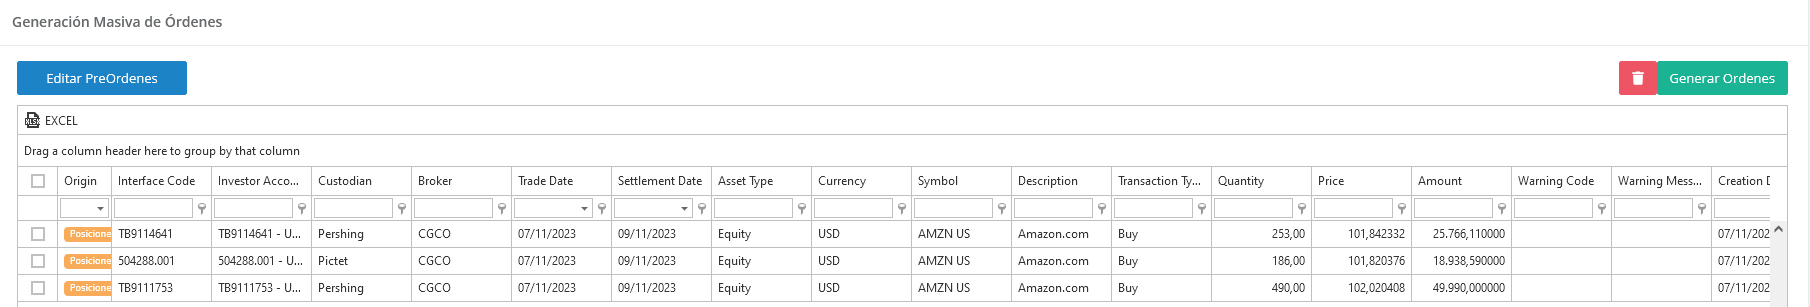 Generación Masiva de Órdenes
Editar PreOrdenes
Generar Ordenes
EXCEL
Drag a column header here to group by that column
Origin Interface Code Investor Acco... Custodian Broker Trade Date Settlement Date Asset Type Currency Symbol Description Transaction Ty... Quantity Price Amount Warning Code Warning Mess... Creation D
Posicione TB9114641 TB9114641 - U... Pershing CGCO 07/11/2023 09/11/2023 Equity USD AMZN US Amazon.com Buy 253,00 101,842332 25.766,110000 07/11/202
Posicione 504288.001 504288.001 - U... Pictet CGCO 07/11/2023 09/11/2023 Equity USD AMZN US Amazon.com Buy 186,00 101,820376 18.938,590000 07/11/202
Posicione TB9111753 TB9111753 - U... Pershing CGCO 07/11/2023 09/11/2023 Equity USD AMZN US Amazon.com Buy 490,00 102,020408 49.990,000000 07/11/202